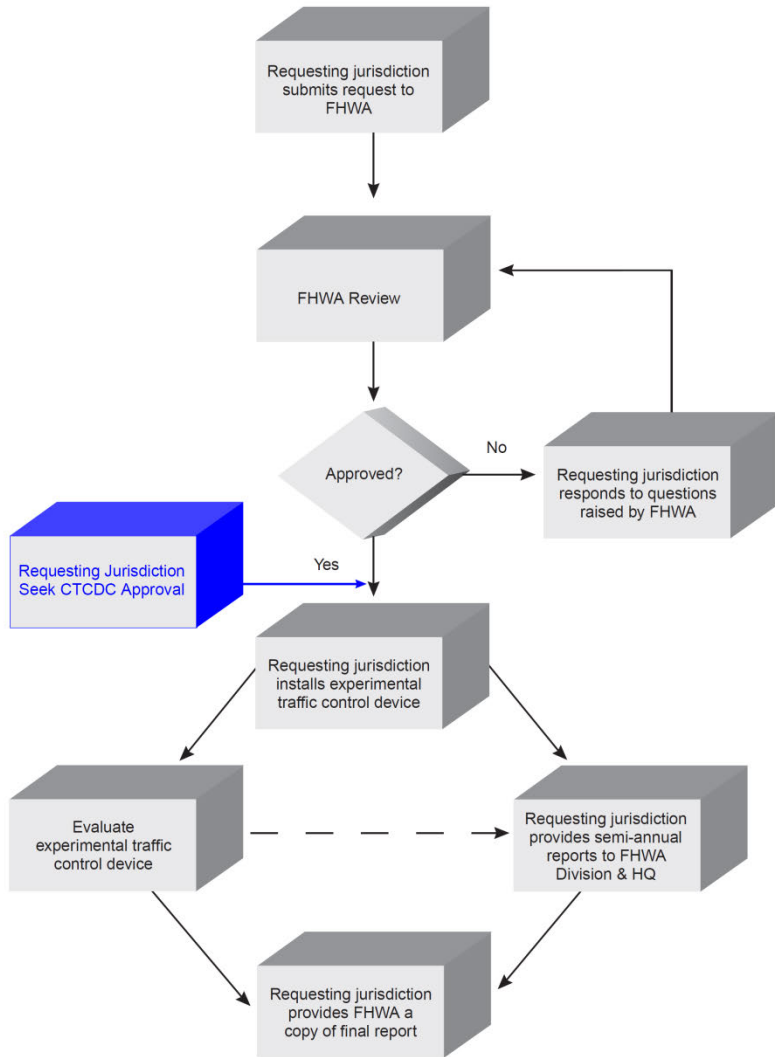 Requesting jurisdiction
submits request to
FHWA
FHWA Review
Approved?
No
Requesting jurisdiction
responds to questions
raised by FHWA
Requesting Jurisdiction
Seek CTCDC Approval
Yes
Requesting jurisdiction
installs experimental
traffic control device
Evaluate
experimental traffic
control device
Requesting jurisdiction
provides semi-annual
reports to FHWA
Division & HQ
Requesting jurisdiction
provides FHWA a
copy of final report